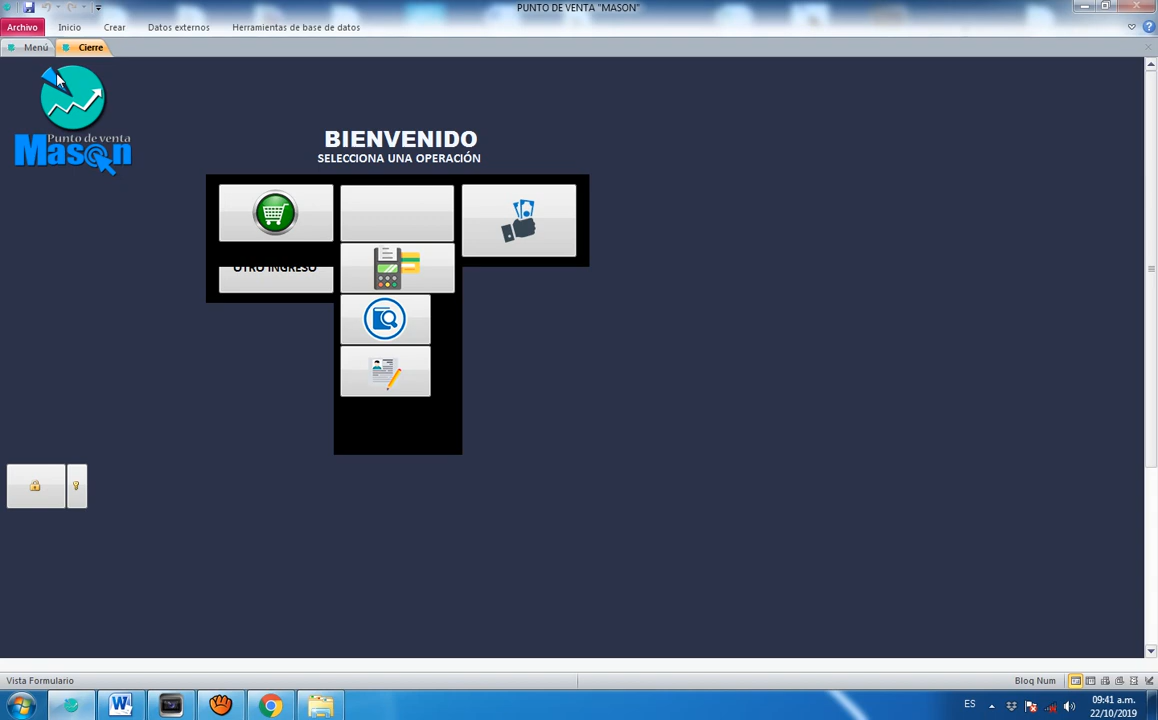 PUNTO DE VENTA "MASON"
Archivo Inicio Crear Datos externos Herramientas de base de datos
Menú Cierre
Punto de venta
Mason
BIENVENIDO
SELECCIONA UNA OPERACIÓN
OTRO INGRESO
Vista Formulario
Bloq Num
ES
09:41 a.m.
22/10/2019